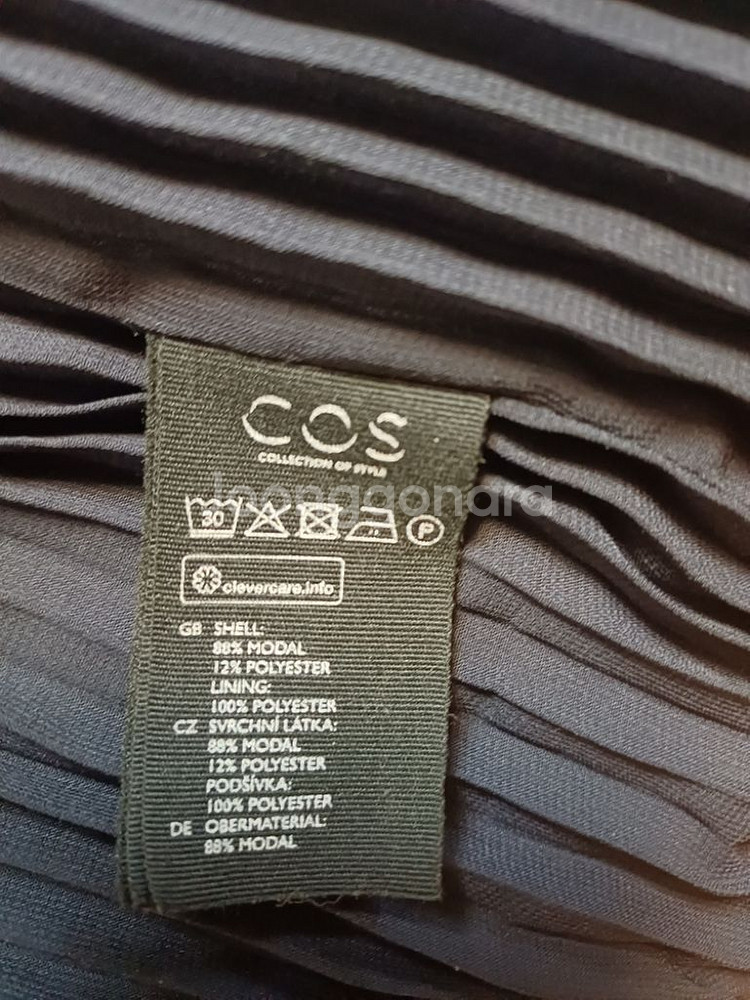 COS
COLLECTION OF STYLE
joonggonara
30 P
clevercare.info
GB SHELL:
88% MODAL
12% POLYESTER
LINING:
100% POLYESTER
CZ SVRCHNÍ LÁTKA:
88% MODAL
12% POLYESTER
PODŠÍVKA:
100% POLYESTER
DE OBERMATERIAL:
88% MODAL